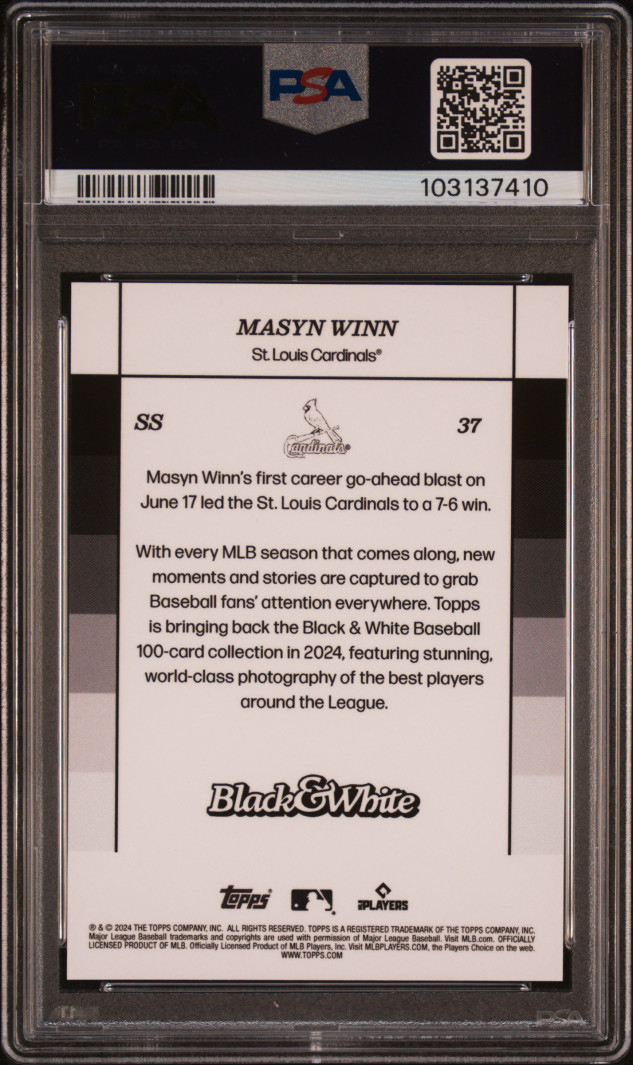 PSA
103137410
MASYN WINN
St. Louis Cardinals®
SS
37
Cardinals®
Masyn Winn's first career go-ahead blast on
June 17 led the St. Louis Cardinals to a 7-6 win.
With every MLB season that comes along, new
moments and stories are captured to grab
Baseball fans' attention everywhere. Topps
is bringing back the Black & White Baseball
100-card collection in 2024, featuring stunning,
world-class photography of the best players
around the League.
Black & White
topps
PLAYERS
® & © 2024 THE TOPPS COMPANY, INC. ALL RIGHTS RESERVED. TOPPS IS A REGISTERED TRADEMARK OF THE TOPPS COMPANY, INC.
Major League Baseball trademarks and copyrights are used with permission of Major League Baseball. Visit MLB.com. OFFICIALLY
LICENSED PRODUCT OF MLB. Officially Licensed Product of MLB Players, Inc. Visit MLBPLAYERS.COM, the Players Choice on the web.
WWW.TOPPS.COM
PSA